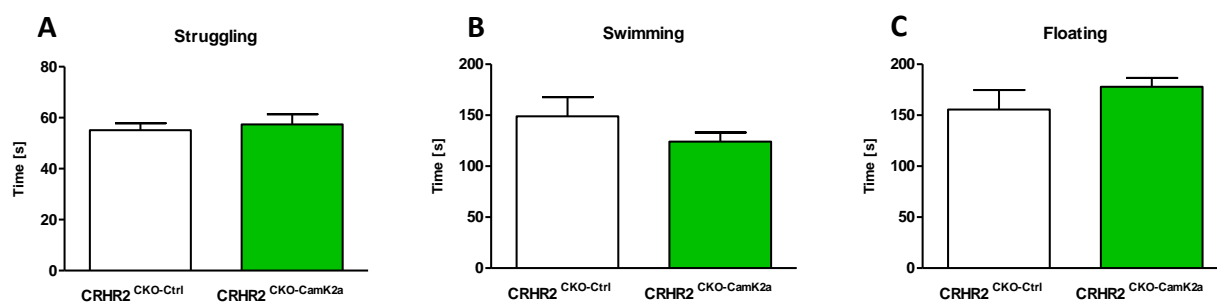 A
Struggling
Time [s]
80
60
40
20
0
CRHR2 CKO-Ctrl
CRHR2 CKO-CamK2a
B
Swimming
Time [s]
200
150
100
50
0
CRHR2 CKO-Ctrl
CRHR2 CKO-CamK2a
C
Floating
Time [s]
200
150
100
50
0
CRHR2 CKO-Ctrl
CRHR2 CKO-CamK2a